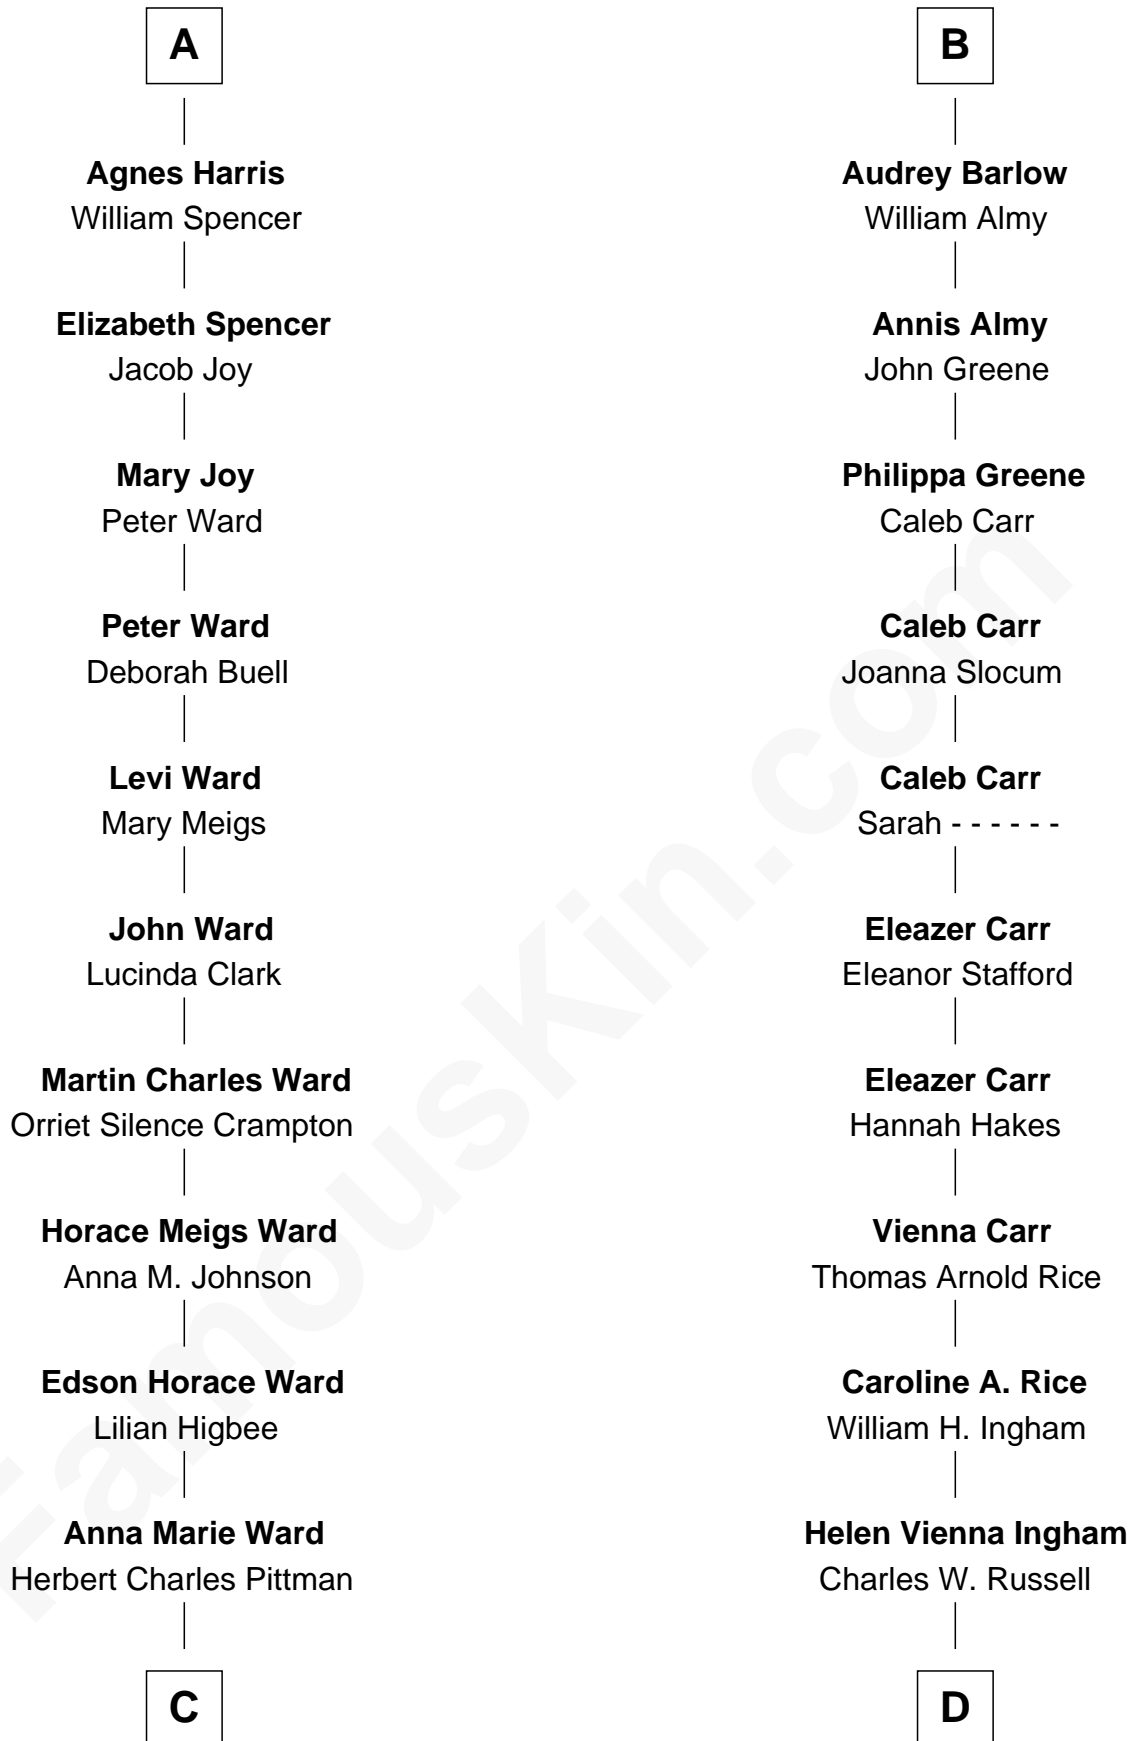 A
Agnes Harris
William Spencer
Elizabeth Spencer
Jacob Joy
Mary Joy
Peter Ward
Peter Ward
Deborah Buell
Levi Ward
Mary Meigs
John Ward
Lucinda Clark
Martin Charles Ward
Orriet Silence Crampton
Horace Meigs Ward
Anna M. Johnson
Edson Horace Ward
Lilian Higbee
Anna Marie Ward
Herbert Charles Pittman
C
B
Audrey Barlow
William Almy
Annis Almy
John Greene
Philippa Greene
Caleb Carr
Caleb Carr
Joanna Slocum
Caleb Carr
Sarah - - - - - -
Eleazer Carr
Eleanor Stafford
Eleazer Carr
Hannah Hakes
Vienna Carr
Thomas Arnold Rice
Caroline A. Rice
William H. Ingham
Helen Vienna Ingham
Charles W. Russell
D
FamousKin.com